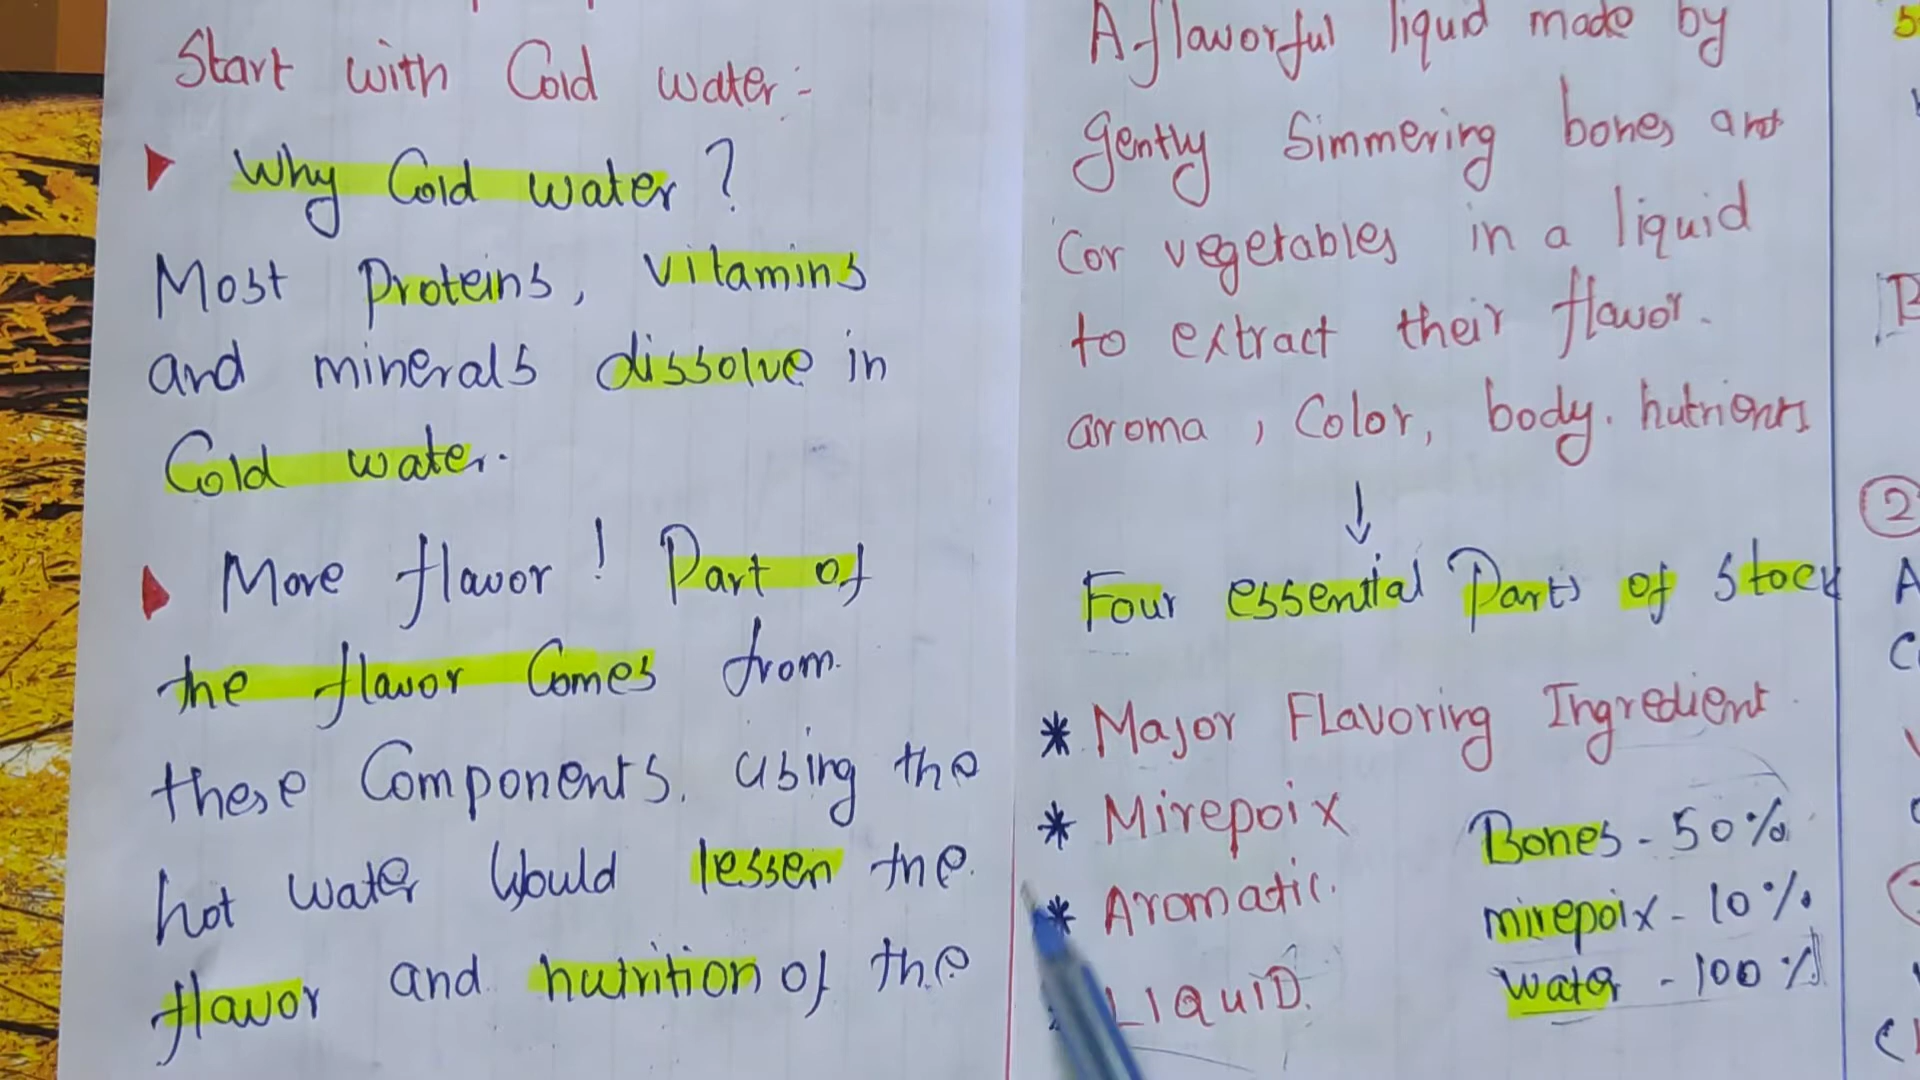 Start with Cold water:-
Why Cold water ?
Most Proteins, vitamins
and minerals dissolve in
Cold water.
More flavor ! Part of
the flavor Comes from
these Components. using the
hot water would lessen the
flavor and nutrition of the
A flavorful liquid made by
gently Simmering bones and
(or vegetables in a liquid
to extract their flavor.
aroma , Color, body. nutrients
Four essential Parts of Stock
* Major FLavoring Ingredient
* Mirepoix
* Aromatic.
LIQUID.
Bones - 50%
mirepoix - 10%
water - 100%
2